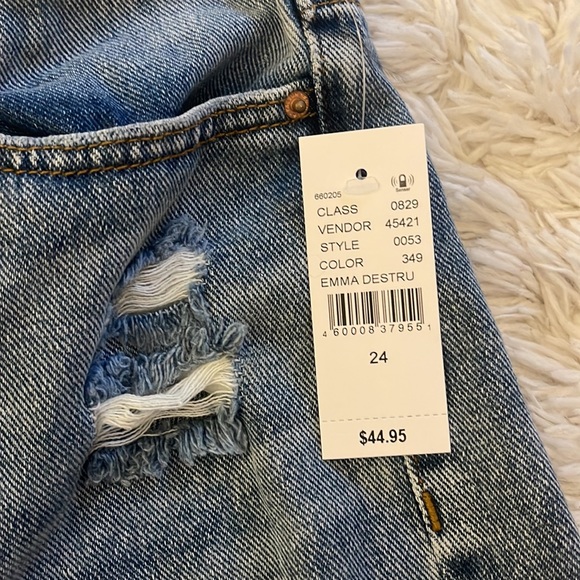 660205
Sensor
CLASS 0829
VENDOR 45421
STYLE 0053
COLOR 349
EMMA DESTRU
4 60008 37955 1
24
$44.95